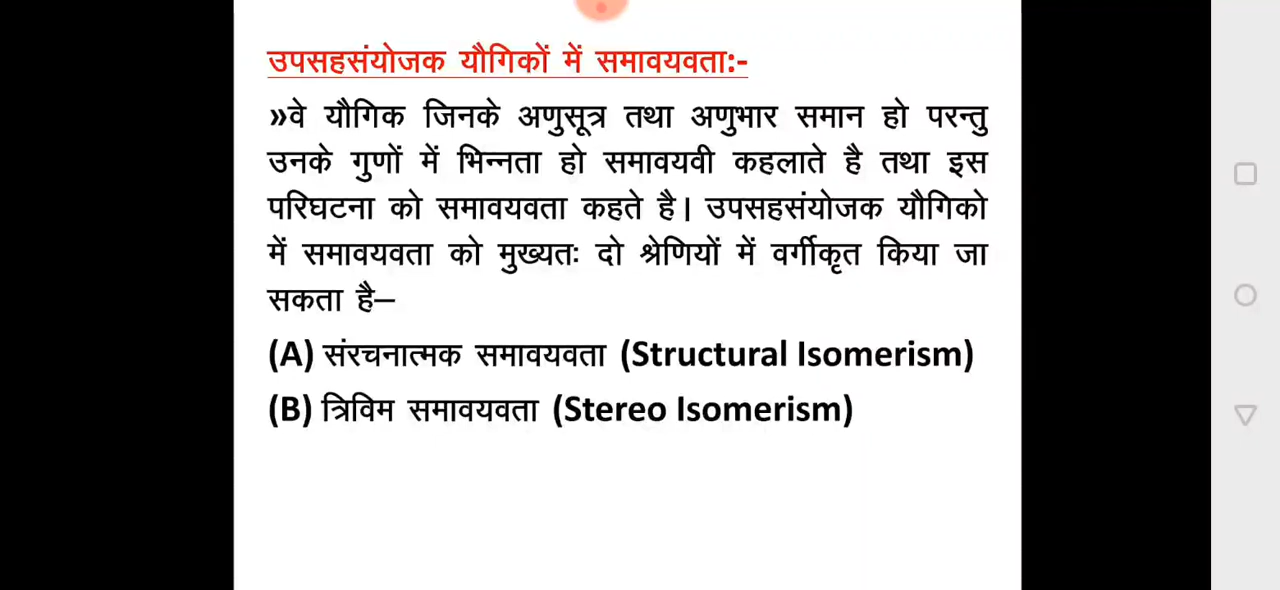 उपसहसंयोजक यौगिकों में समावयवता:-
»वे यौगिक जिनके अणुसूत्र तथा अणुभार समान हो परन्तु
उनके गुणों में भिन्नता हो समावयवी कहलाते है तथा इस
परिघटना को समावयवता कहते है। उपसहसंयोजक यौगिको
में समावयवता को मुख्यतः दो श्रेणियों में वर्गीकृत किया जा
सकता है–
(A) संरचनात्मक समावयवता (Structural Isomerism)
(B) त्रिविम समावयवता (Stereo Isomerism)